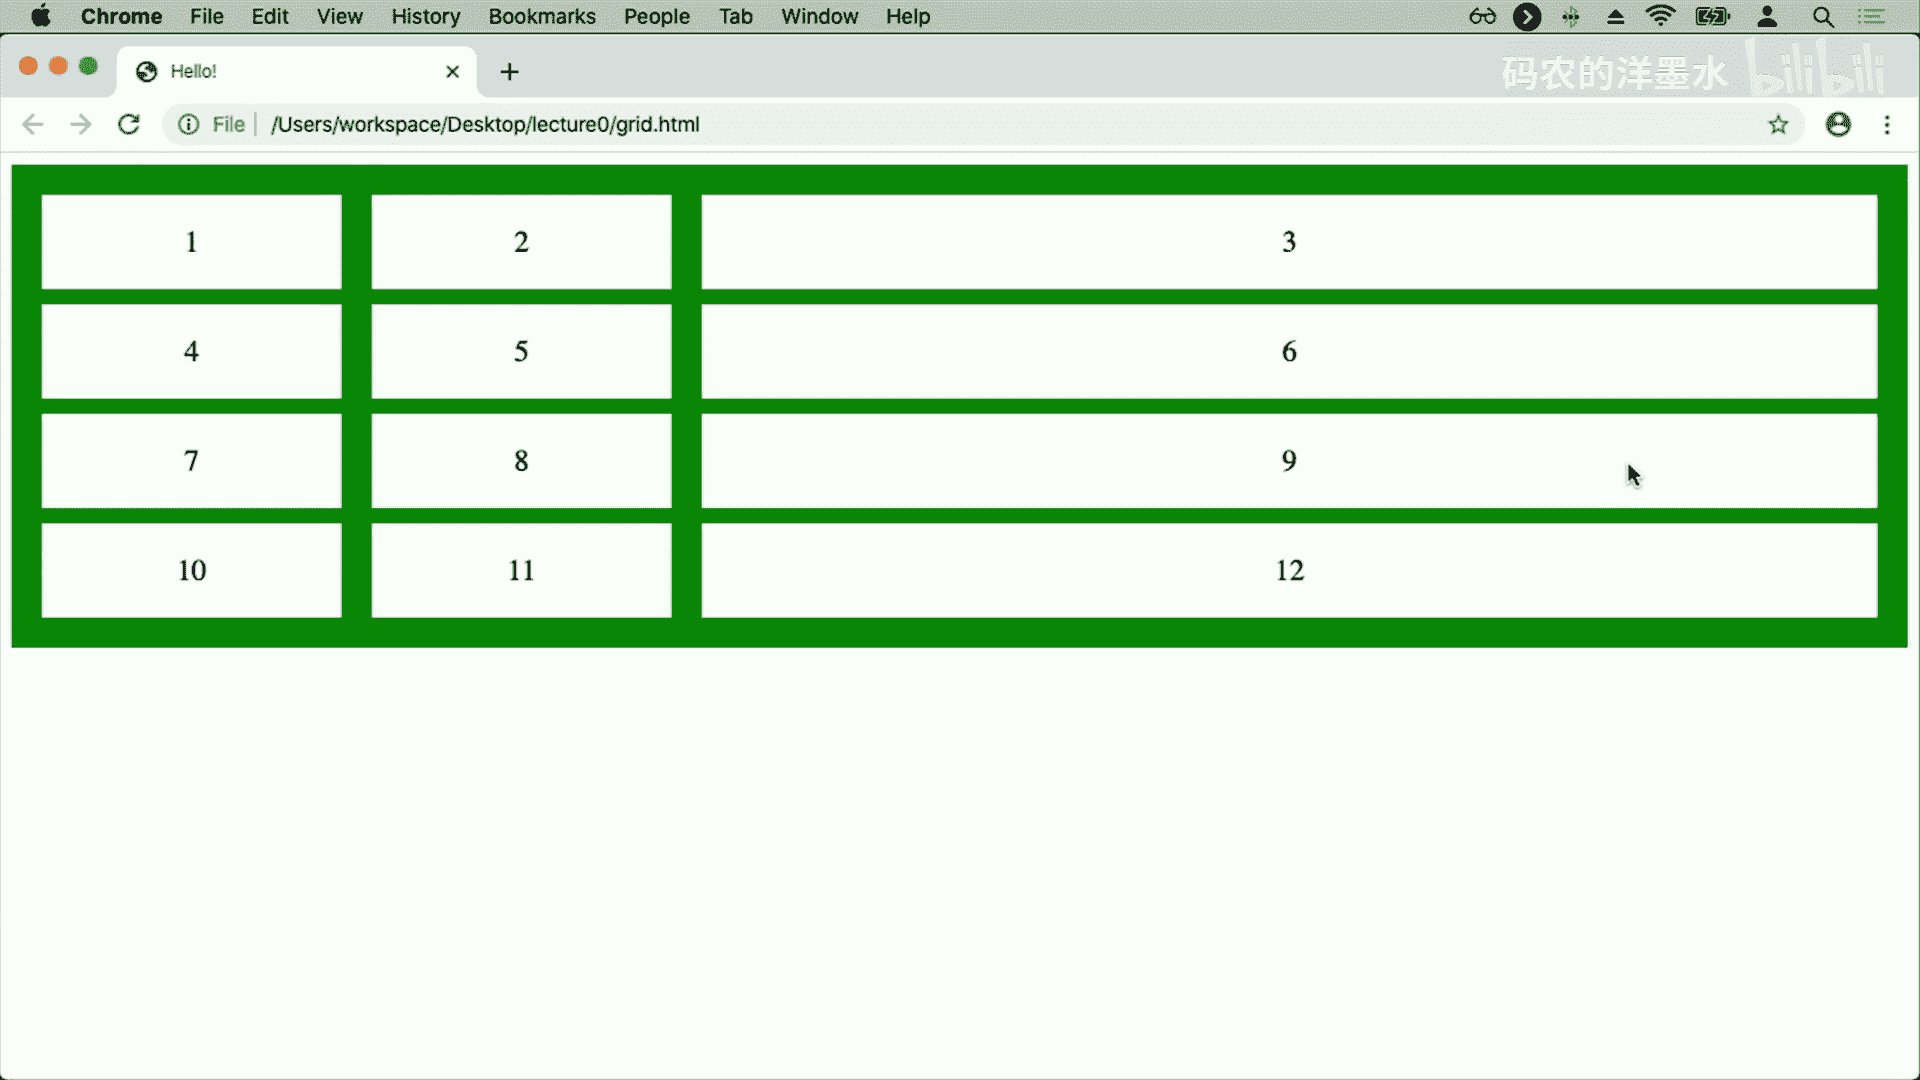 Chrome File Edit View History Bookmarks People Tab Window Help
Hello!
码农的洋墨水 bilibili
File /Users/workspace/Desktop/lecture0/grid.html
1 2 3
4 5 6
7 8 9
10 11 12